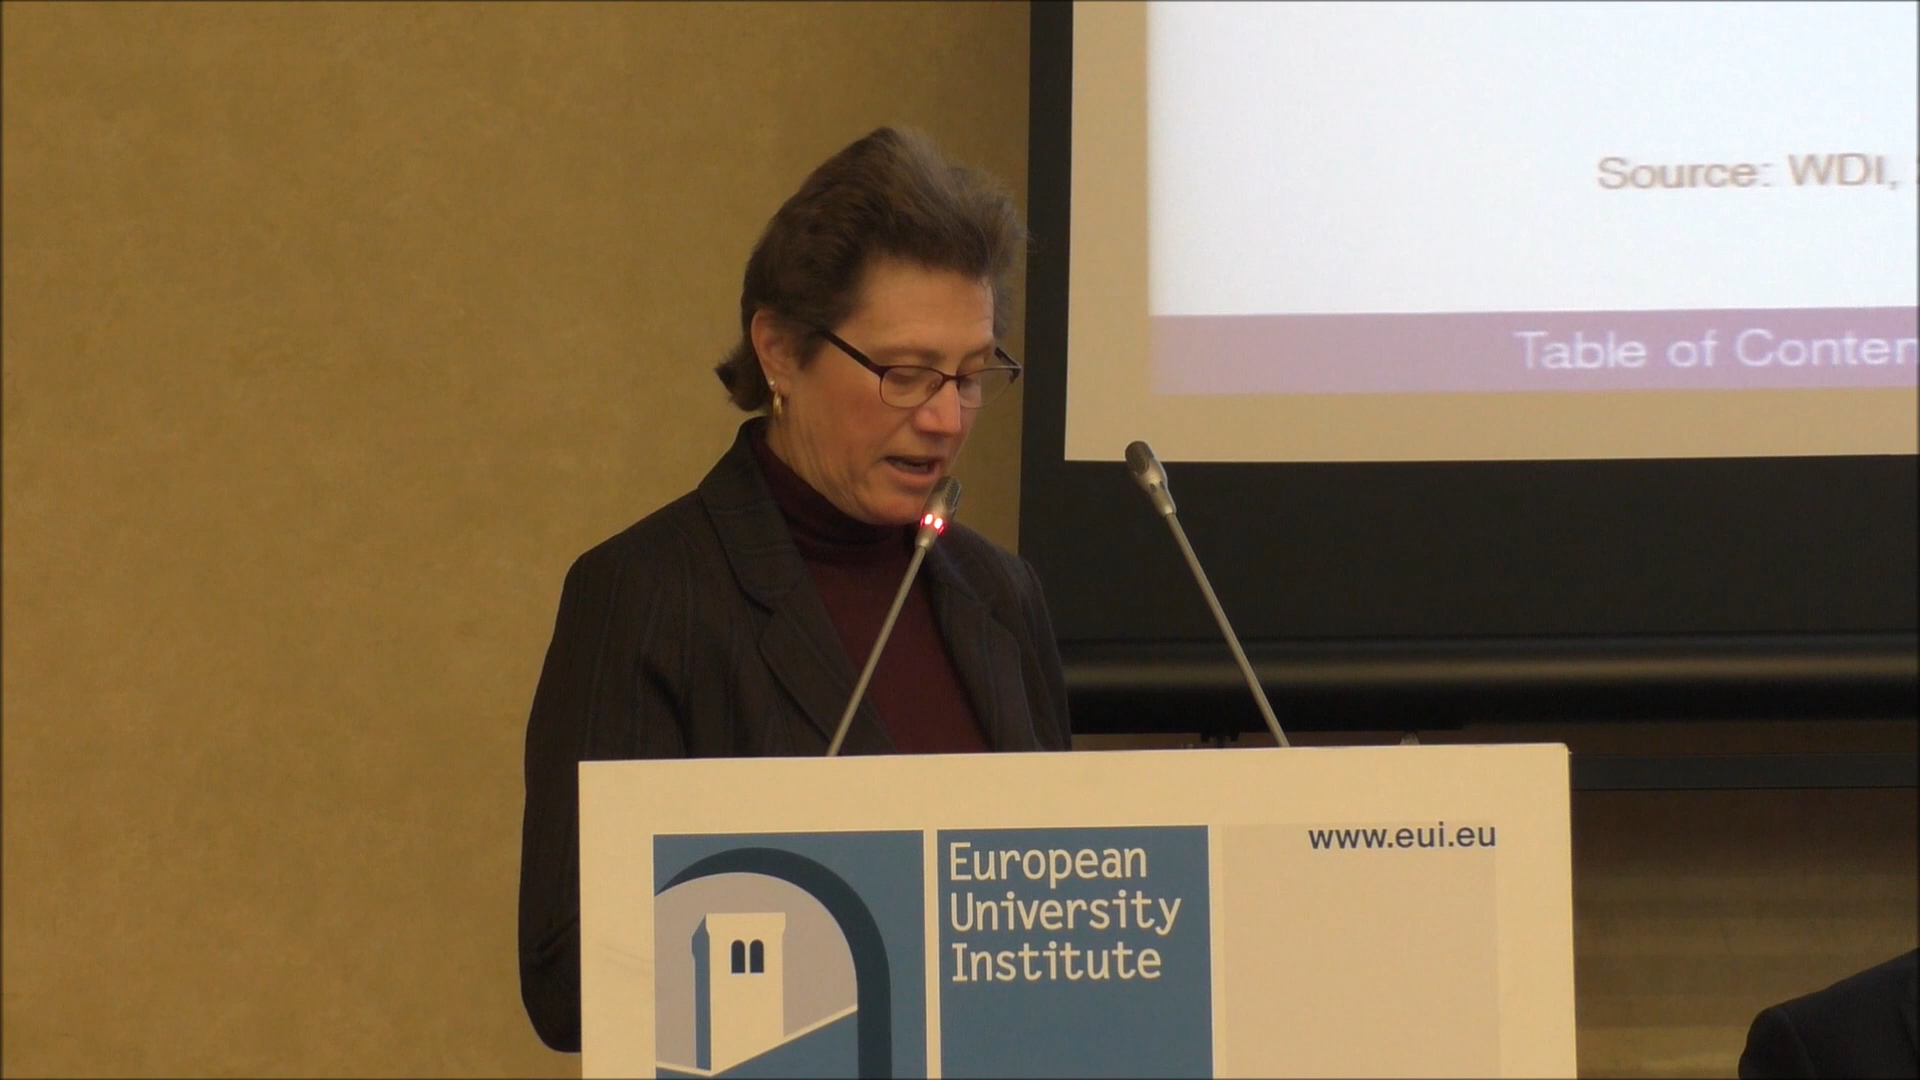 Source: WDI,
Table of Conten
www.eui.eu
European
University
Institute